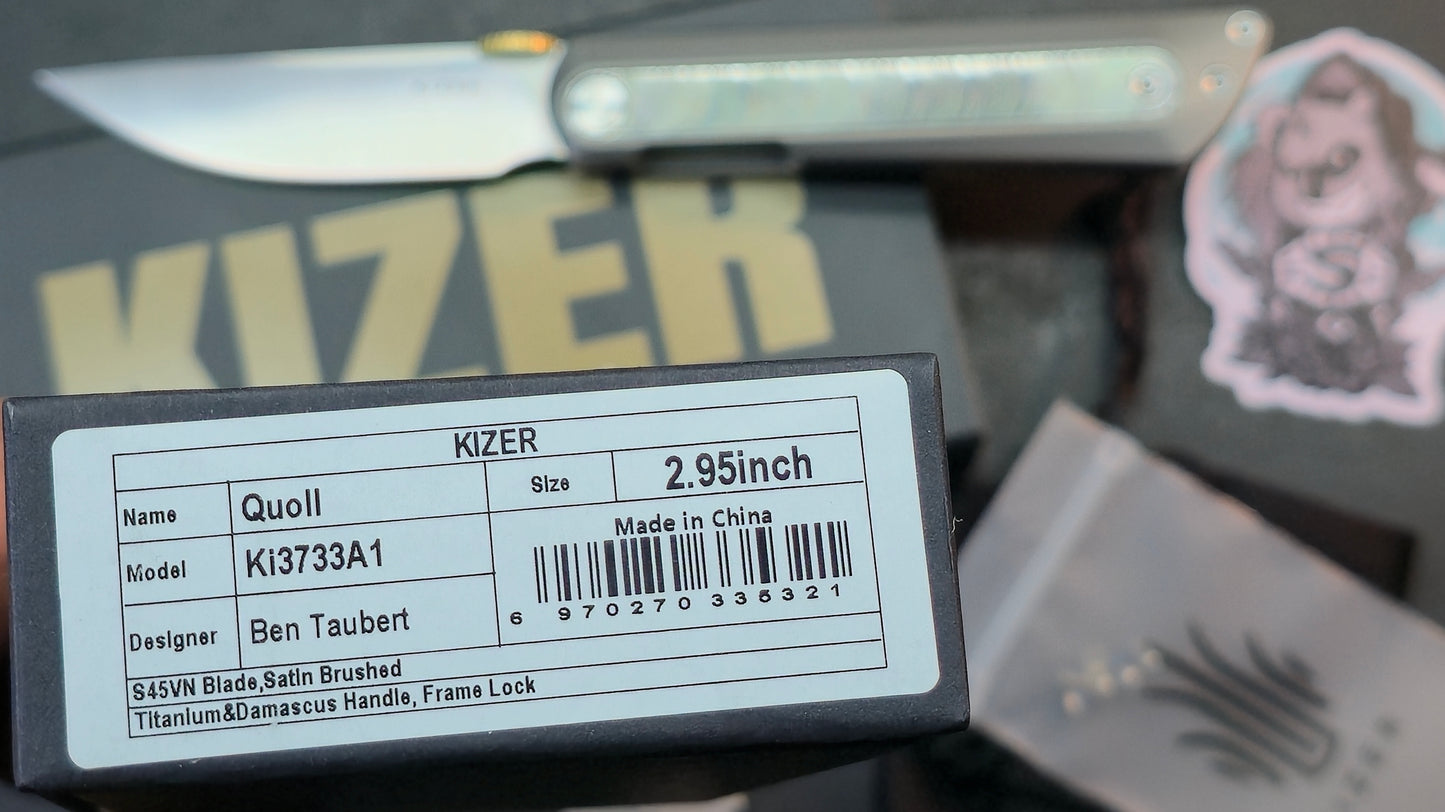 KIZER
S
KIZER
Name Quoll Size 2.95inch
Model Ki3733A1 Made in China
6 970270 335321
Designer Ben Taubert
S45VN Blade,Satin Brushed
Titanium&Damascus Handle, Frame Lock